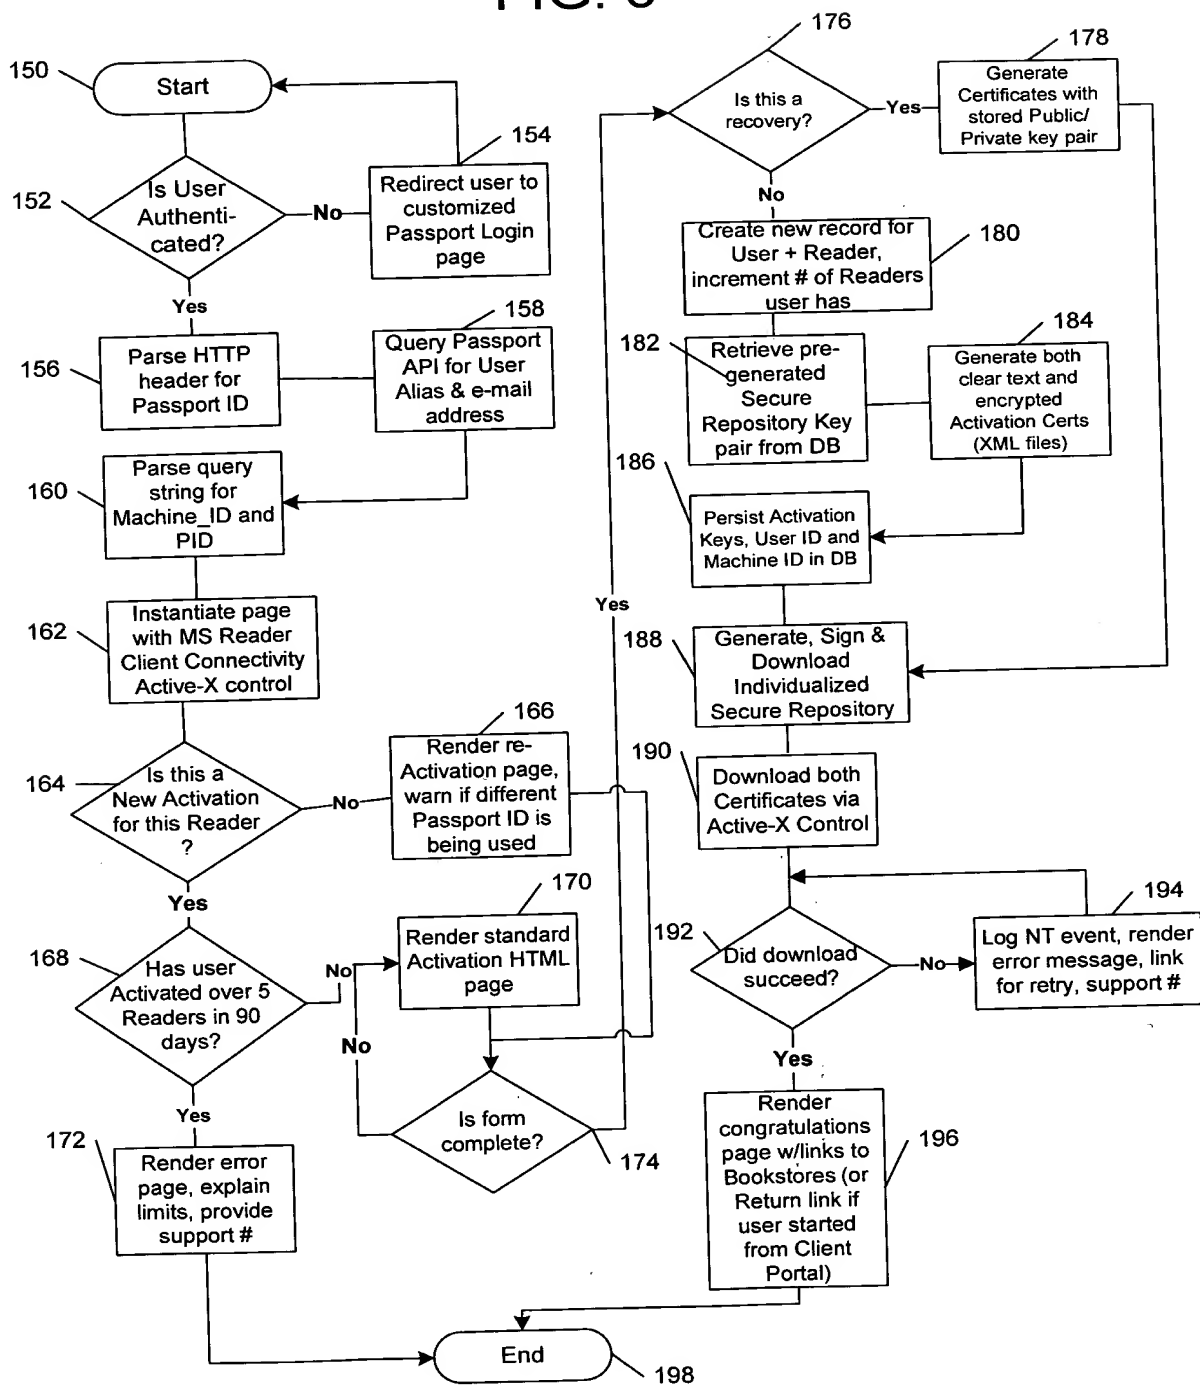 150
Start
154
152
Is User
Authenti-
cated?
No
Redirect user to
customized
Passport Login
page
Yes
158
156
Parse HTTP
header for
Passport ID
Query Passport
API for User
Alias & e-mail
address
160
Parse query
string for
Machine_ID and
PID
162
Instantiate page
with MS Reader
Client Connectivity
Active-X control
164
Is this a
New Activation
for this Reader
?
No
166
Render re-
Activation page,
warn if different
Passport ID is
being used
Yes
168
Has user
Activated over 5
Readers in 90
days?
No
170
Render standard
Activation HTML
page
No
Yes
172
Render error
page, explain
limits, provide
support #
Is form
complete?
174
Yes
176
Is this a
recovery?
Yes
178
Generate
Certificates with
stored Public/
Private key pair
No
180
Create new record for
User + Reader,
increment # of Readers
user has
182
Retrieve pre-
generated
Secure
Repository Key
pair from DB
184
Generate both
clear text and
encrypted
Activation Certs
(XML files)
186
Persist Activation
Keys, User ID and
Machine ID in DB
188
Generate, Sign &
Download
Individualized
Secure Repository
190
Download both
Certificates via
Active-X Control
192
Did download
succeed?
No
194
Log NT event, render
error message, link
for retry, support #
Yes
196
Render
congratulations
page w/links to
Bookstores (or
Return link if
user started
from Client
Portal)
End
198